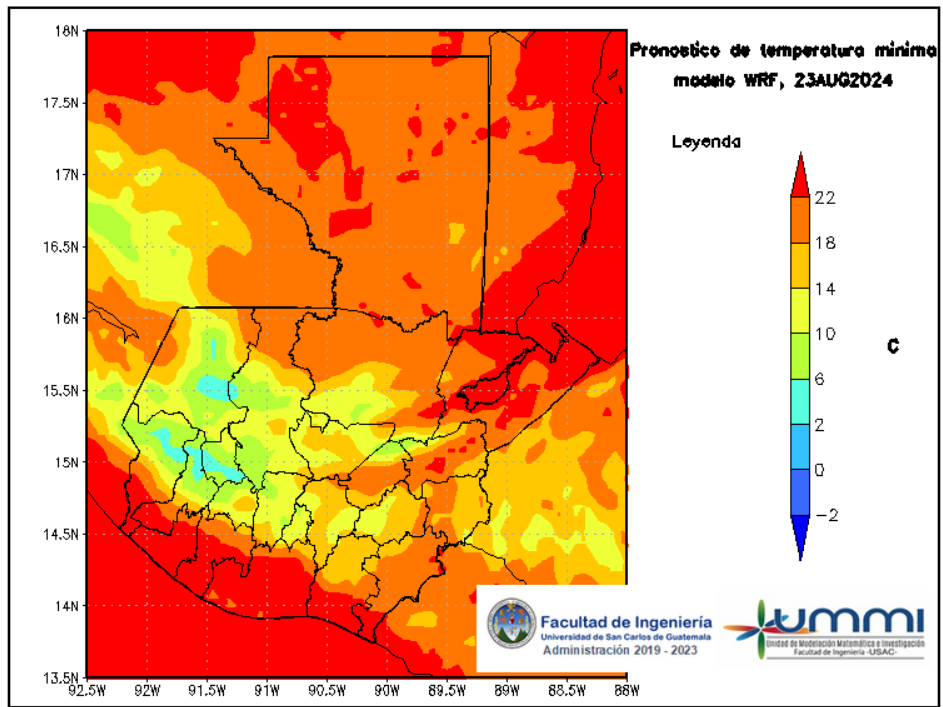 Pronostico de temperatura minima
modelo WRF, 23AUG2024
Leyenda
22
18
14
10
6
2
0
-2
C
18N
17.5N
17N
16.5N
16N
15.5N
15N
14.5N
14N
13.5N
92.5W 92W 91.5W 91W 90.5W 90W 89.5W 89W 88.5W 88W
Facultad de Ingeniería
Universidad de San Carlos de Guatemala
Administración 2019 - 2023
UMMI
Unidad de Modelación Matemática e Investigación
Facultad de Ingeniería -USAC-